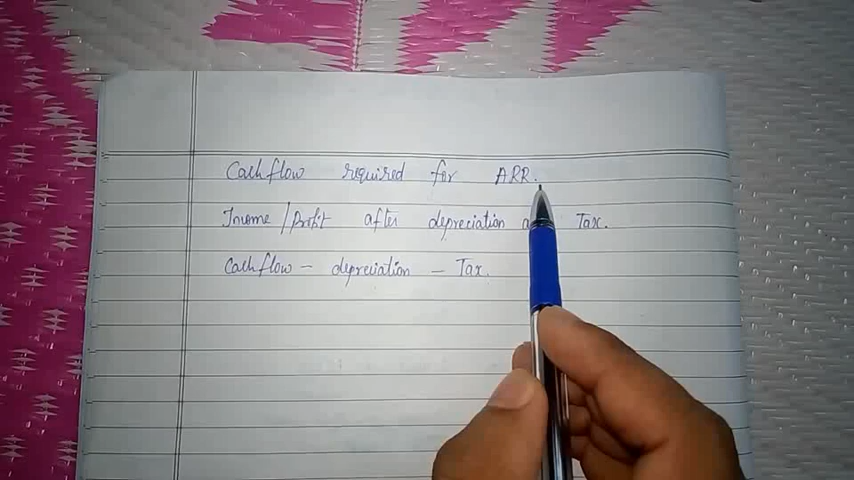 Cashflow required for ARR.
Income/Profit after depreciation a Tax.
Cashflow - depreciation - Tax.